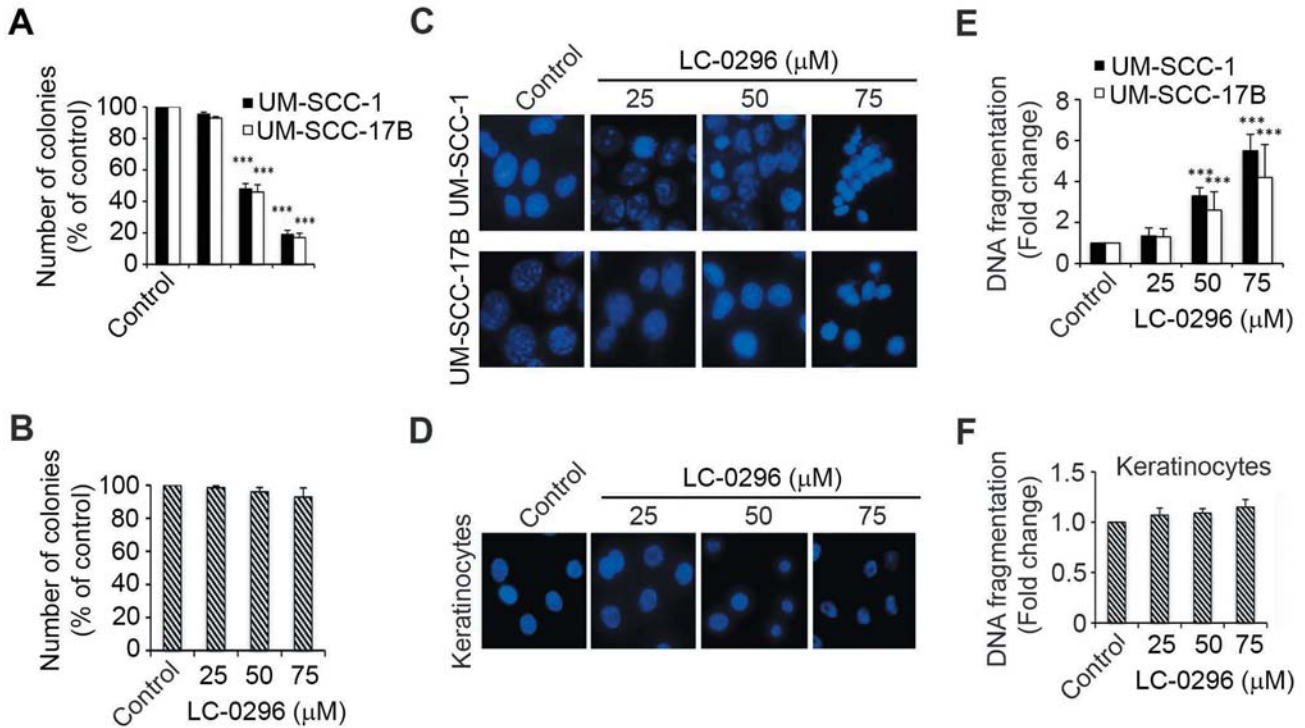 A
Number of colonies
(% of control)
100
80
60
40
20
0
UM-SCC-1
UM-SCC-17B
***
***
***
***
Control
B
Number of colonies
(% of control)
100
80
60
40
20
0
Control
25
50
75
LC-0296 (μM)
C
Control
LC-0296 (μM)
25
50
75
UM-SCC-1
UM-SCC-17B
D
Control
LC-0296 (μM)
25
50
75
Keratinocytes
E
DNA fragmentation
(Fold change)
8
6
4
2
0
UM-SCC-1
UM-SCC-17B
***
***
***
***
Control
25
50
75
LC-0296 (μM)
F
DNA fragmentation
(Fold change)
1.5
1.0
0.5
0
Keratinocytes
Control
25
50
75
LC-0296 (μM)